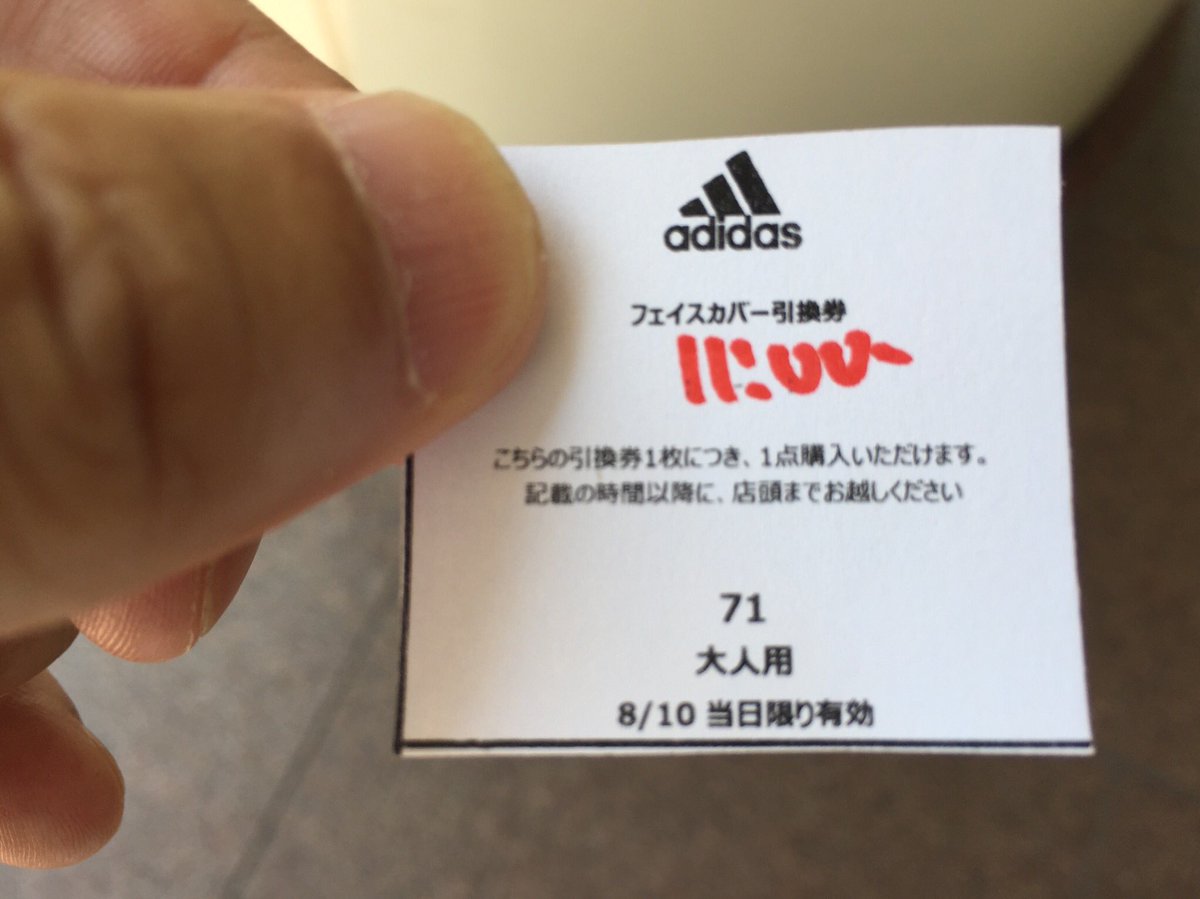 adidas
フェイスカバー引換券
11:00~
こちらの引換券1枚につき、1点購入いただけます。
記載の時間以降に、店頭までお越しください
71
大人用
8/10 当日限り有効